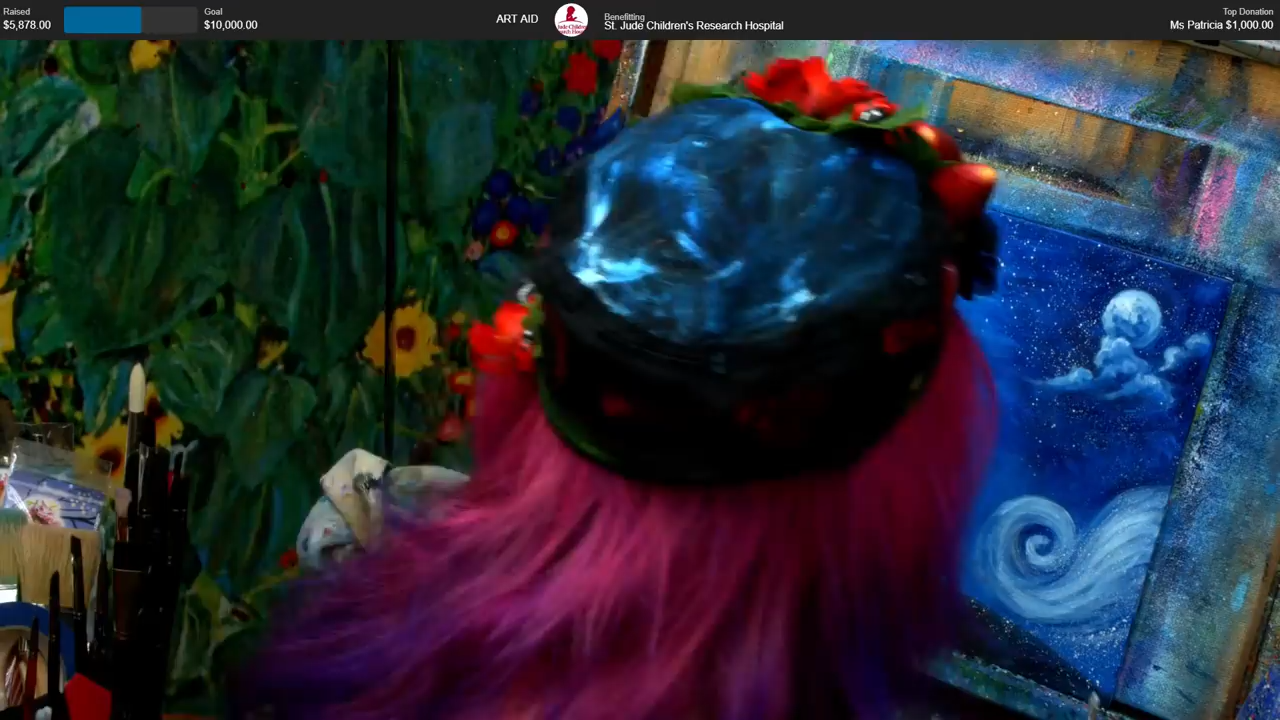 Raised
$5,878.00
Goal
$10,000.00
ART AID
Benefitting
St. Jude Children's Research Hospital
Top Donation
Ms Patricia $1,000.00